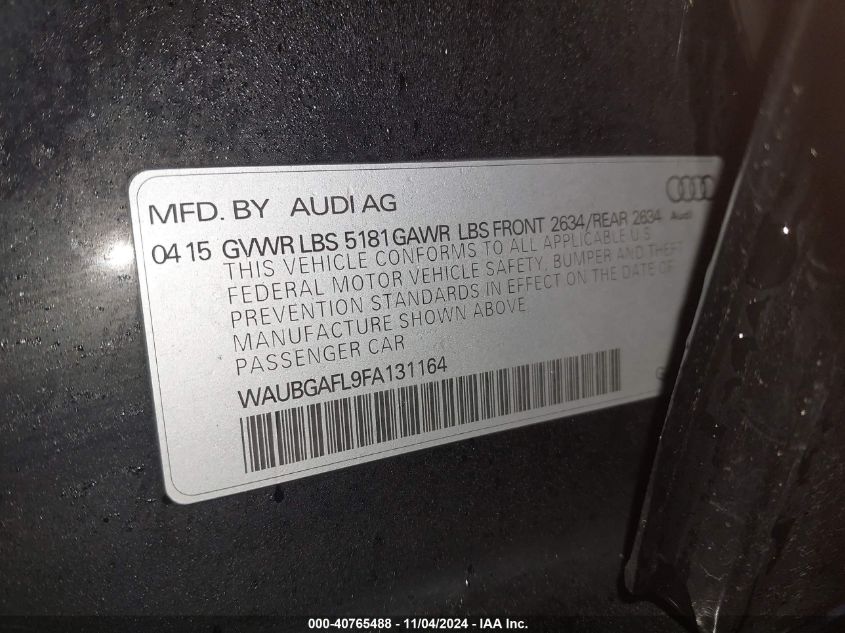 MFD. BY AUDI AG
Audi
04 15 GVWR LBS 5181 GAWR LBS FRONT 2634/REAR 2634
THIS VEHICLE CONFORMS TO ALL APPLICABLE U.S.
FEDERAL MOTOR VEHICLE SAFETY, BUMPER AND THEFT
PREVENTION STANDARDS IN EFFECT ON THE DATE OF
MANUFACTURE SHOWN ABOVE.
PASSENGER CAR
WAUBGAFL9FA131164
000-40765488 - 11/04/2024 - IAA Inc.